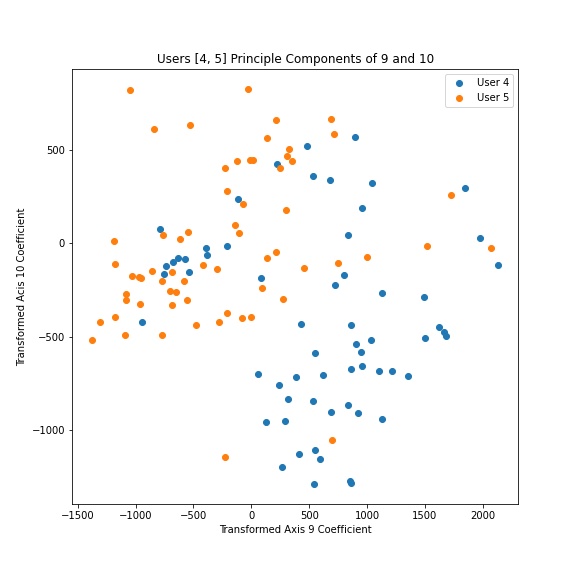 Users [4, 5] Principle Components of 9 and 10
User 4
User 5
500
0
−500
−1000
Transformed Acis 10 Coefficient
−1500
−1000
−500
0
500
1000
1500
2000
Transformed Axis 9 Coefficient